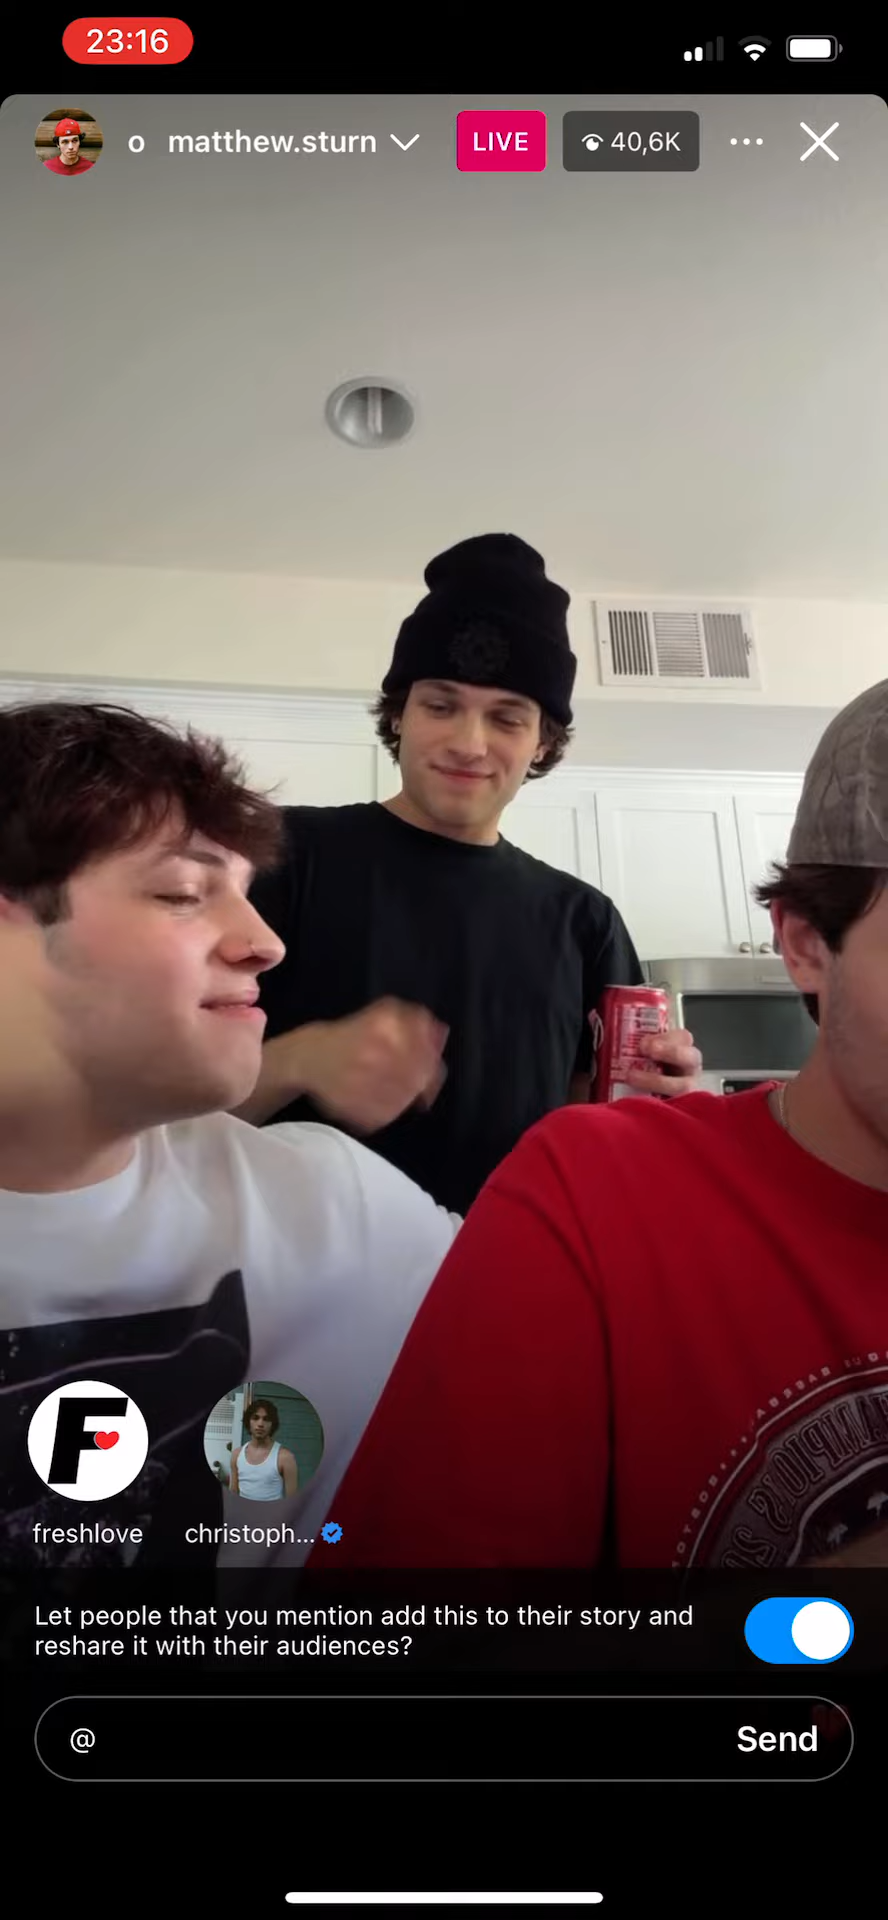 23:16
o matthew.sturn LIVE 40,6K
F
freshlove christoph...
Let people that you mention add this to their story and
reshare it with their audiences?
@ Send